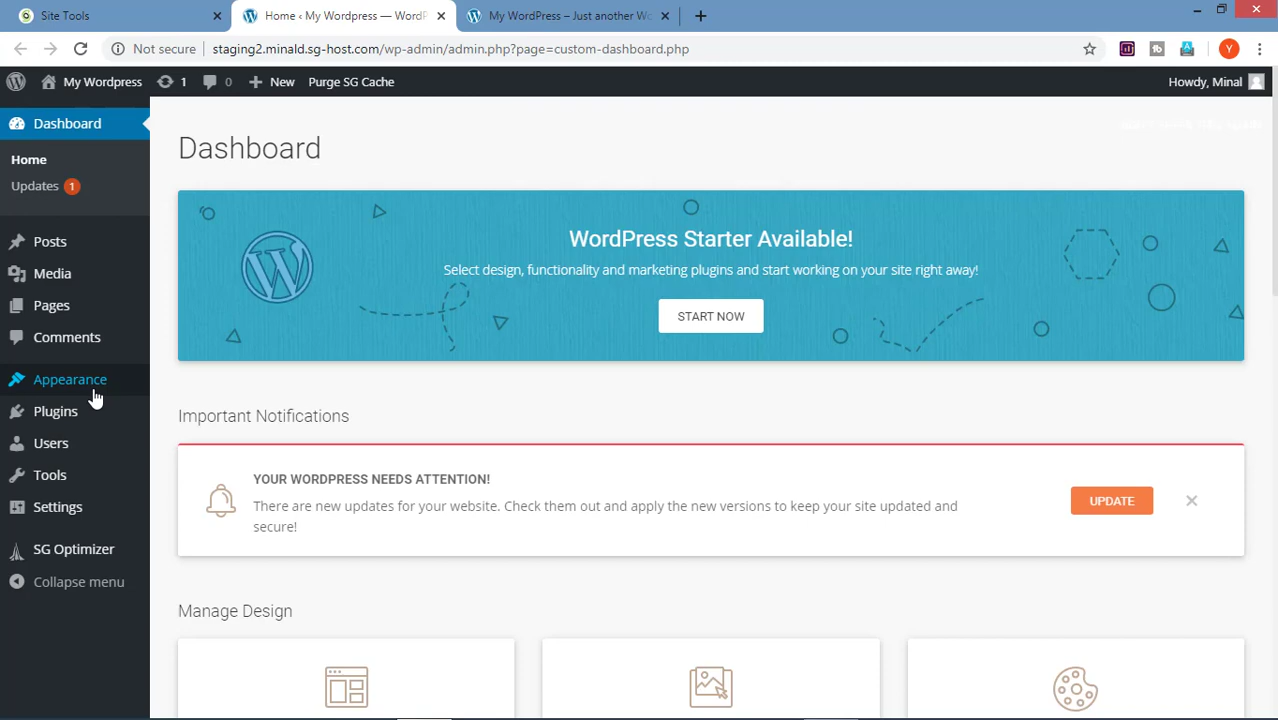 Site Tools
Home ‹ My Wordpress — WordP
My WordPress – Just another Wo
Not secure
staging2.minald.sg-host.com/wp-admin/admin.php?page=custom-dashboard.php
Y
My Wordpress
1
0
New
Purge SG Cache
Howdy, Minal
Dashboard
Home
Updates 1
Posts
Media
Pages
Comments
Appearance
Plugins
Users
Tools
Settings
SG Optimizer
Collapse menu
Dashboard
WordPress Starter Available!
Select design, functionality and marketing plugins and start working on your site right away!
START NOW
Important Notifications
YOUR WORDPRESS NEEDS ATTENTION!
There are new updates for your website. Check them out and apply the new versions to keep your site updated and
secure!
UPDATE
Manage Design